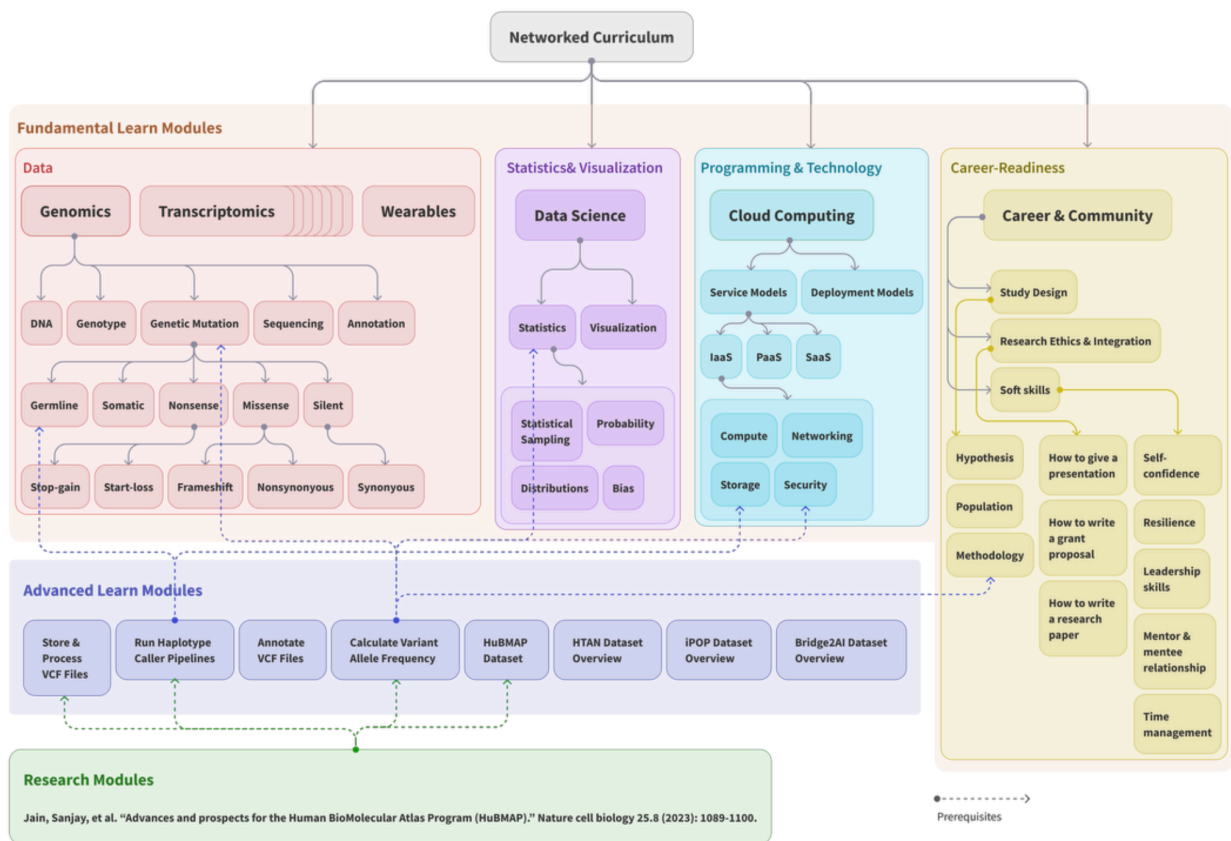 Networked Curriculum
Fundamental Learn Modules
Data
Genomics
Transcriptomics
Wearables
DNA
Genotype
Genetic Mutation
Sequencing
Annotation
Germline
Somatic
Nonsense
Missense
Silent
Stop-gain
Start-loss
Frameshift
Nonsynonyous
Synonyous
Statistics& Visualization
Data Science
Statistics
Visualization
Statistical
Sampling
Probability
Distributions
Bias
Programming & Technology
Cloud Computing
Service Models
Deployment Models
IaaS
PaaS
SaaS
Compute
Networking
Storage
Security
Career-Readiness
Career & Community
Study Design
Research Ethics & Integration
Soft skills
Hypothesis
Population
Methodology
How to give a
presentation
How to write
a grant
proposal
How to write
a research
paper
Self-
confidence
Resilience
Leadership
skills
Mentor &
mentee
relationship
Time
management
Advanced Learn Modules
Store &
Process
VCF Files
Run Haplotype
Caller Pipelines
Annotate
VCF Files
Calculate Variant
Allele Frequency
HuBMAP
Dataset
HTAN Dataset
Overview
iPOP Dataset
Overview
Bridge2AI Dataset
Overview
Research Modules
Jain, Sanjay, et al. “Advances and prospects for the Human BioMolecular Atlas Program (HuBMAP).” Nature cell biology 25.8 (2023): 1089-1100.
Prerequisites